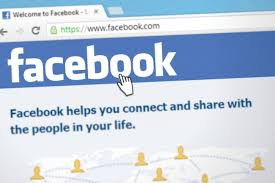 Welcome to Facebook - L
www.facebook.com
facebook
Facebook helps you connect and share with
the people in your life.